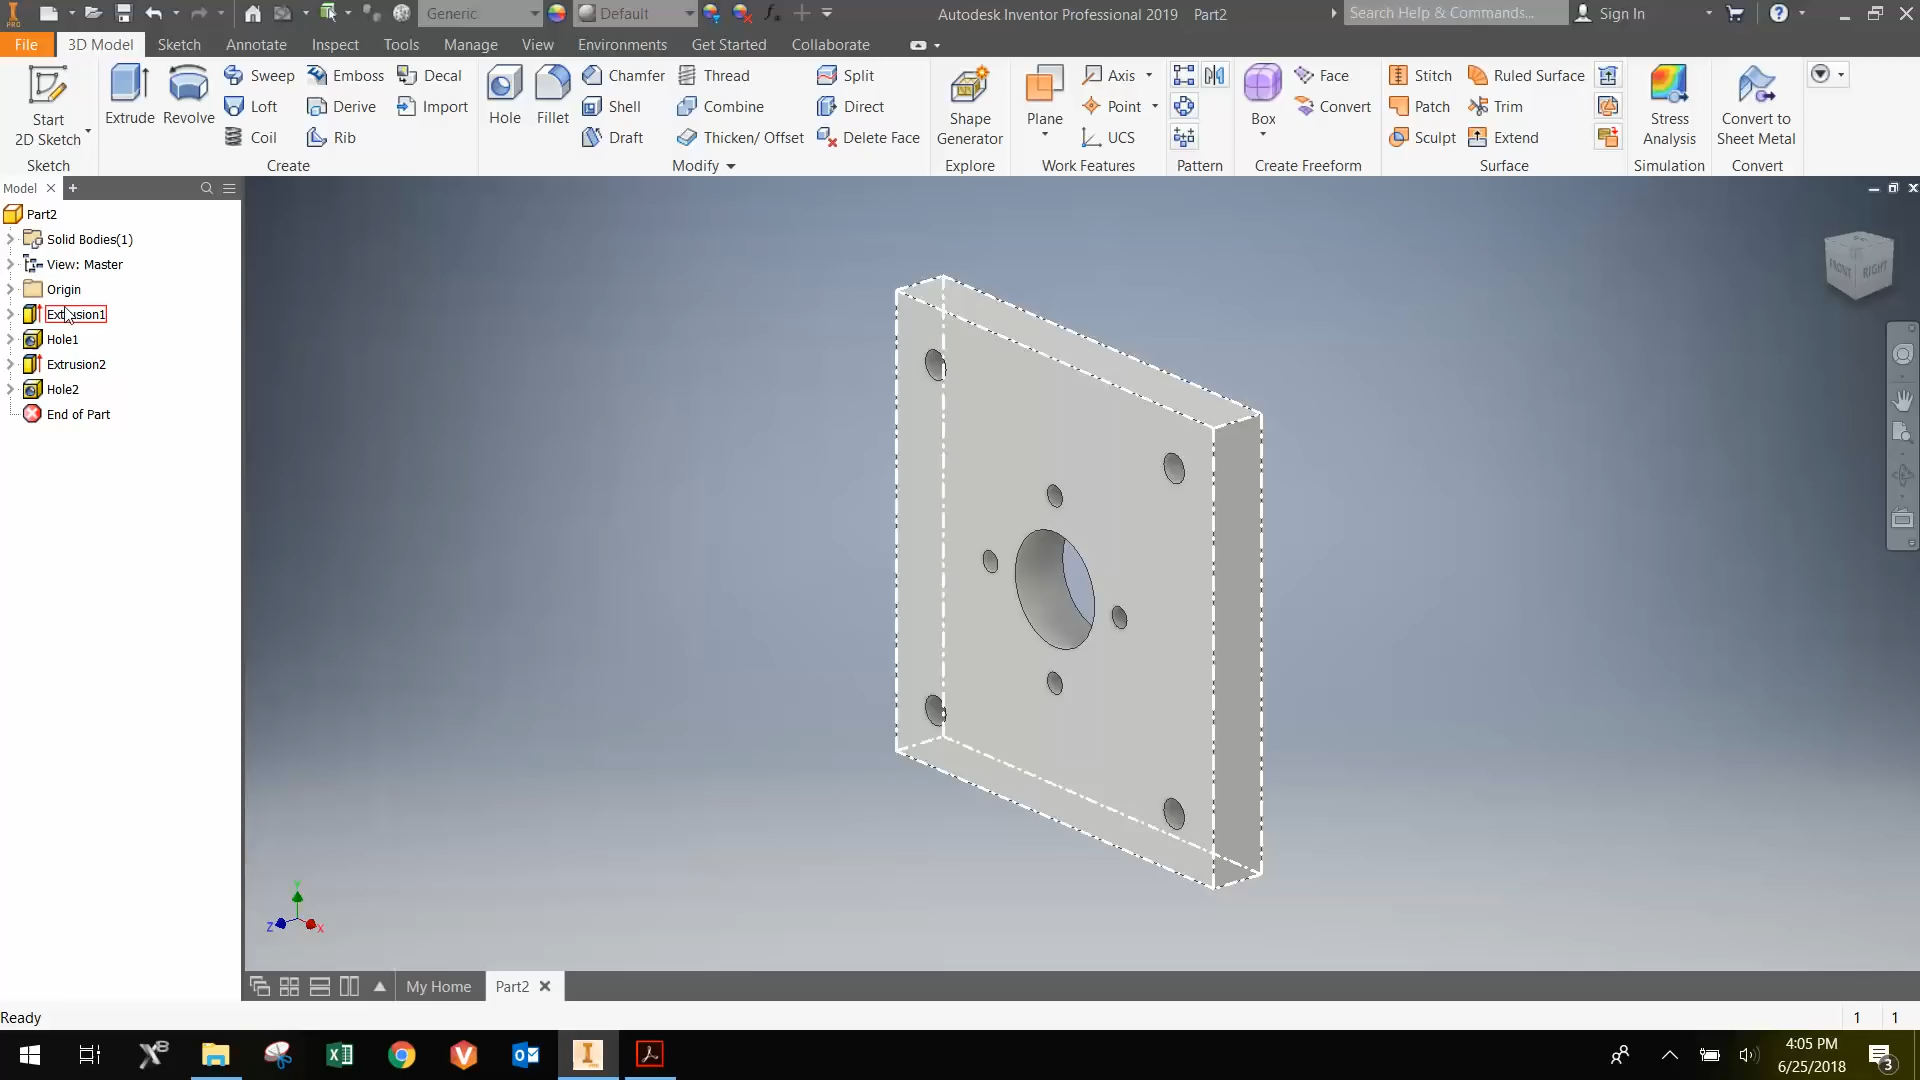 Generic
Default
Autodesk Inventor Professional 2019 Part2
Search Help & Commands...
Sign In
PRO
File
3D Model
Sketch
Annotate
Inspect
Tools
Manage
View
Environments
Get Started
Collaborate
Start
2D Sketch
Sketch
Extrude
Revolve
Sweep
Loft
Coil
Emboss
Derive
Rib
Decal
Import
Create
Hole
Fillet
Chamfer
Shell
Draft
Thread
Combine
Thicken/ Offset
Split
Direct
Delete Face
Modify
Shape
Generator
Explore
Plane
Axis
Point
UCS
Work Features
Pattern
Box
Face
Convert
Create Freeform
Stitch
Patch
Sculpt
Ruled Surface
Trim
Extend
Surface
Stress
Analysis
Simulation
Convert to
Sheet Metal
Convert
Model
Part2
Solid Bodies(1)
View: Master
Origin
Extrusion1
Hole1
Extrusion2
Hole2
End of Part
FRONT
RIGHT
Y
Z
X
My Home
Part2
Ready
1
1
4:05 PM
6/25/2018
3